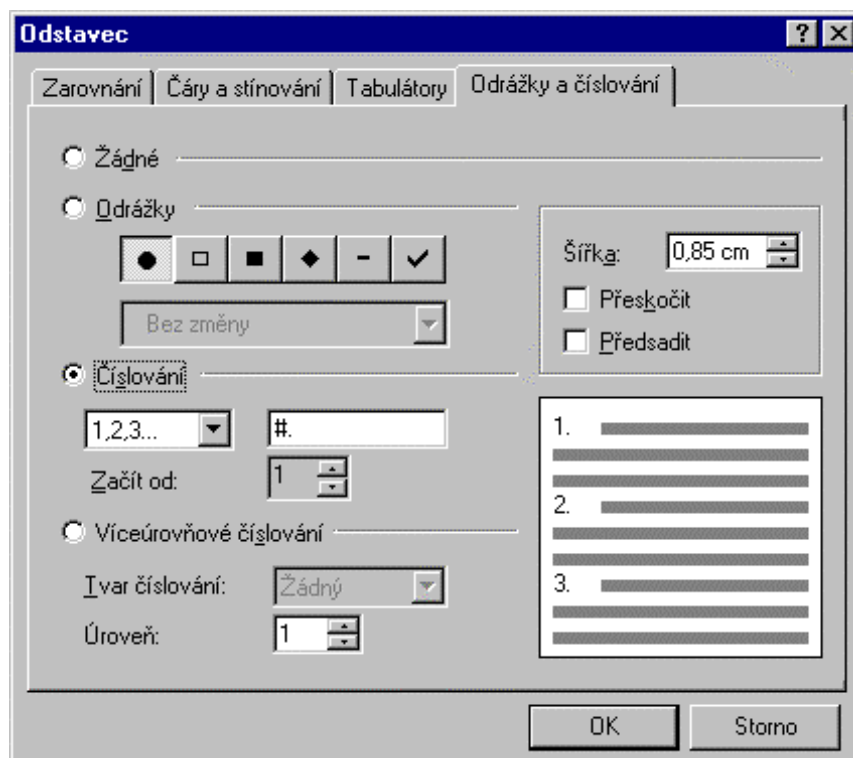 Odstavec
Zarovnání Čáry a stínování Tabulátory Odrážky a číslování
Žádné
Odrážky
Bez změny
Šířka: 0,85 cm
Přeskočit
Předsadit
Číslování
1,2,3... #.
Začít od: 1
Víceúrovňové číslování
Tvar číslování: Žádný
Úroveň: 1
1.
2.
3.
OK Storno